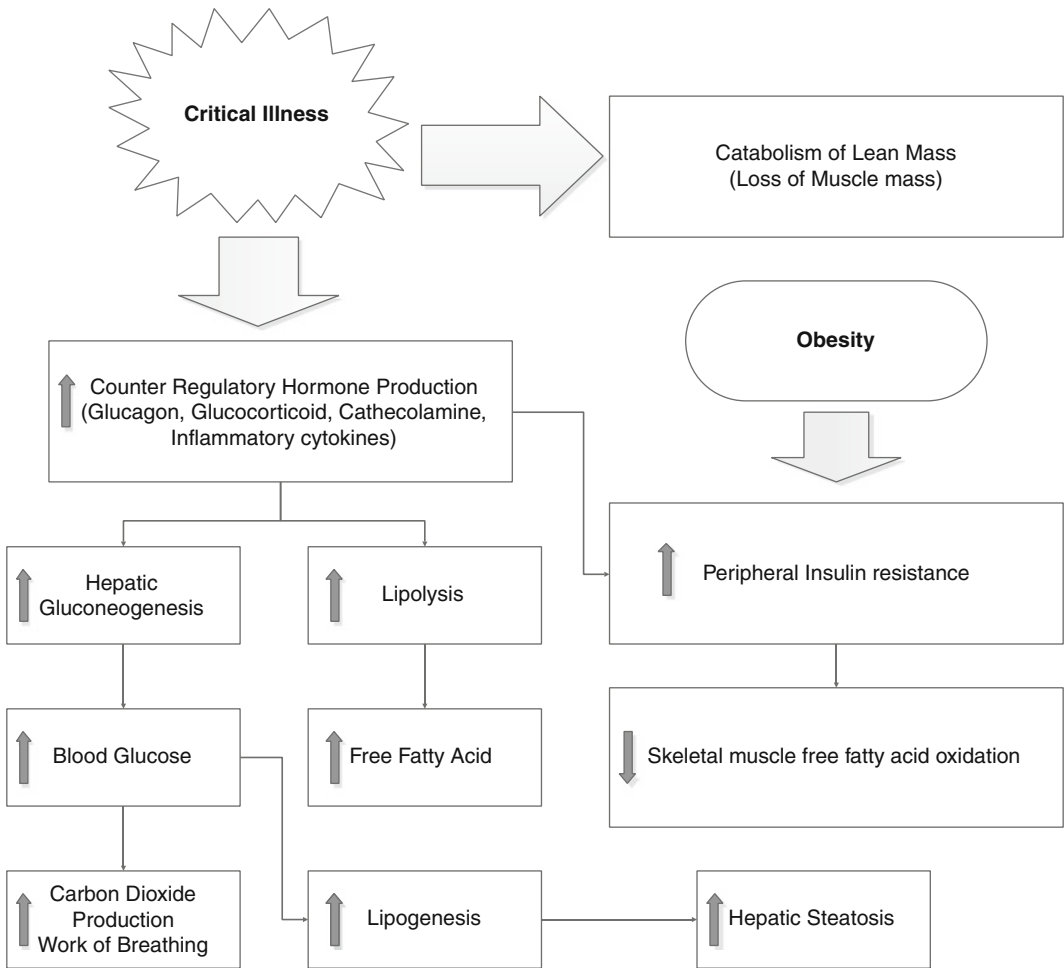 Critical Illness
Catabolism of Lean Mass
(Loss of Muscle mass)
Obesity
Counter Regulatory Hormone Production
(Glucagon, Glucocorticoid, Cathecolamine,
Inflammatory cytokines)
Hepatic
Gluconeogenesis
Lipolysis
Peripheral Insulin resistance
Blood Glucose
Free Fatty Acid
Skeletal muscle free fatty acid oxidation
Carbon Dioxide
Production
Work of Breathing
Lipogenesis
Hepatic Steatosis